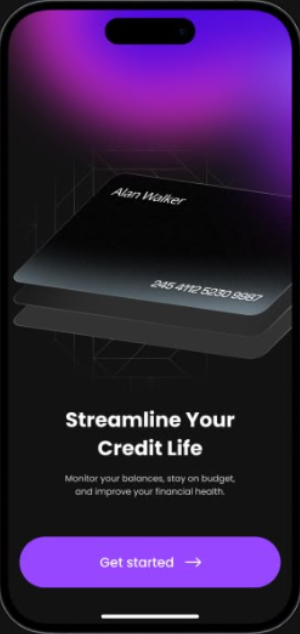 Alan Walker
245 4112 5230 9987
Streamline Your
Credit Life
Monitor your balances, stay on budget,
and improve your financial health.
Get started →